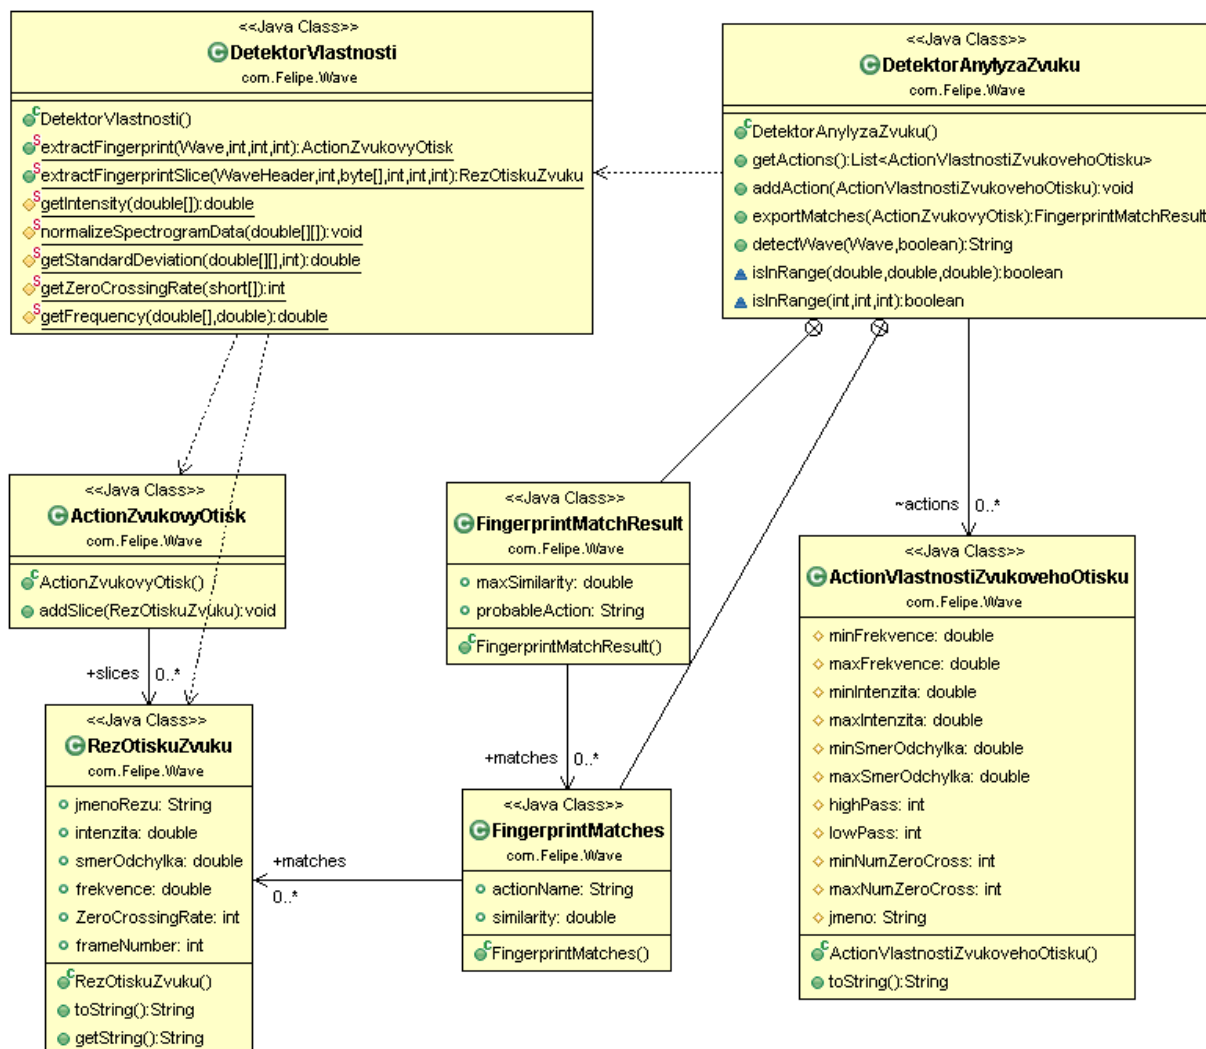 <<Java Class>>
DetektorVlastnosti
com.Felipe.Wave
DetektorVlastnosti()
extractFingerprint(Wave,int,int,int):ActionZvukovyOtisk
extractFingerprintSlice(WaveHeader,int,byte[],int,int,int):RezOtiskuZvuku
getIntensity(double[]):double
normalizeSpectrogramData(double[][]):void
getStandardDeviation(double[][],int):double
getZeroCrossingRate(short[]):int
getFrequency(double[],double):double
<<Java Class>>
DetektorAnylyzaZvuku
com.Felipe.Wave
DetektorAnylyzaZvuku()
getActions():List<ActionVlastnostiZvukovehoOtisku>
addAction(ActionVlastnostiZvukovehoOtisku):void
exportMatches(ActionZvukovyOtisk):FingerprintMatchResult
detectWave(Wave,boolean):String
isInRange(double,double,double):boolean
isInRange(int,int,int):boolean
<<Java Class>>
ActionZvukovyOtisk
com.Felipe.Wave
ActionZvukovyOtisk()
addSlice(RezOtiskuZvuku):void
+slices 0..*
<<Java Class>>
FingerprintMatchResult
com.Felipe.Wave
maxSimilarity: double
probableAction: String
FingerprintMatchResult()
+matches 0..*
~actions 0..*
<<Java Class>>
ActionVlastnostiZvukovehoOtisku
com.Felipe.Wave
minFrekvence: double
maxFrekvence: double
minIntenzita: double
maxIntenzita: double
minSmerOdchylka: double
maxSmerOdchylka: double
highPass: int
lowPass: int
minNumZeroCross: int
maxNumZeroCross: int
jmeno: String
ActionVlastnostiZvukovehoOtisku()
toString():String
<<Java Class>>
RezOtiskuZvuku
com.Felipe.Wave
jmenoRezu: String
intenzita: double
smerOdchylka: double
frekvence: double
ZeroCrossingRate: int
frameNumber: int
RezOtiskuZvuku()
toString():String
getString():String
+matches
0..*
<<Java Class>>
FingerprintMatches
com.Felipe.Wave
actionName: String
similarity: double
FingerprintMatches()